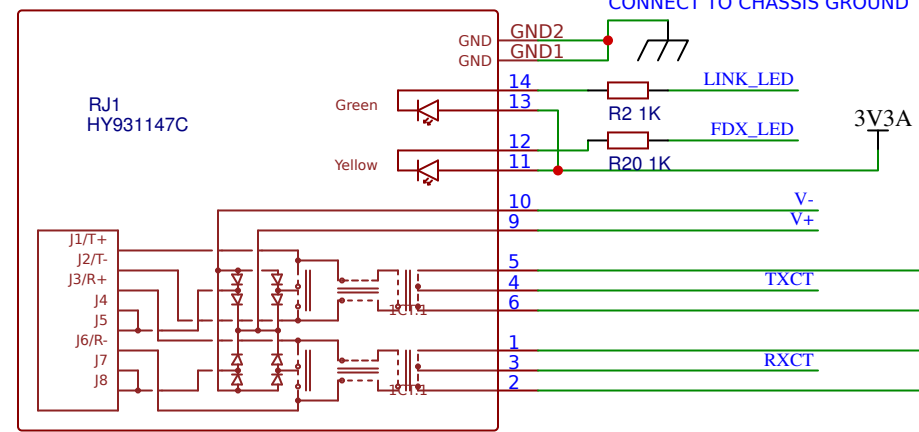 CONNECT TO CHASSIS GROUND
GND GND2
GND GND1
14 LINK_LED
Green 13
RJ1
HY931147C
R2 1K
3V3A
12 FDX_LED
Yellow 11
R20 1K
10 V-
9 V+
J1/T+
J2/T-
J3/R+
J4
J5
J6/R-
J7
J8
5
4 TXCT
1CT:1 6
1
3 RXCT
1CT:1 2